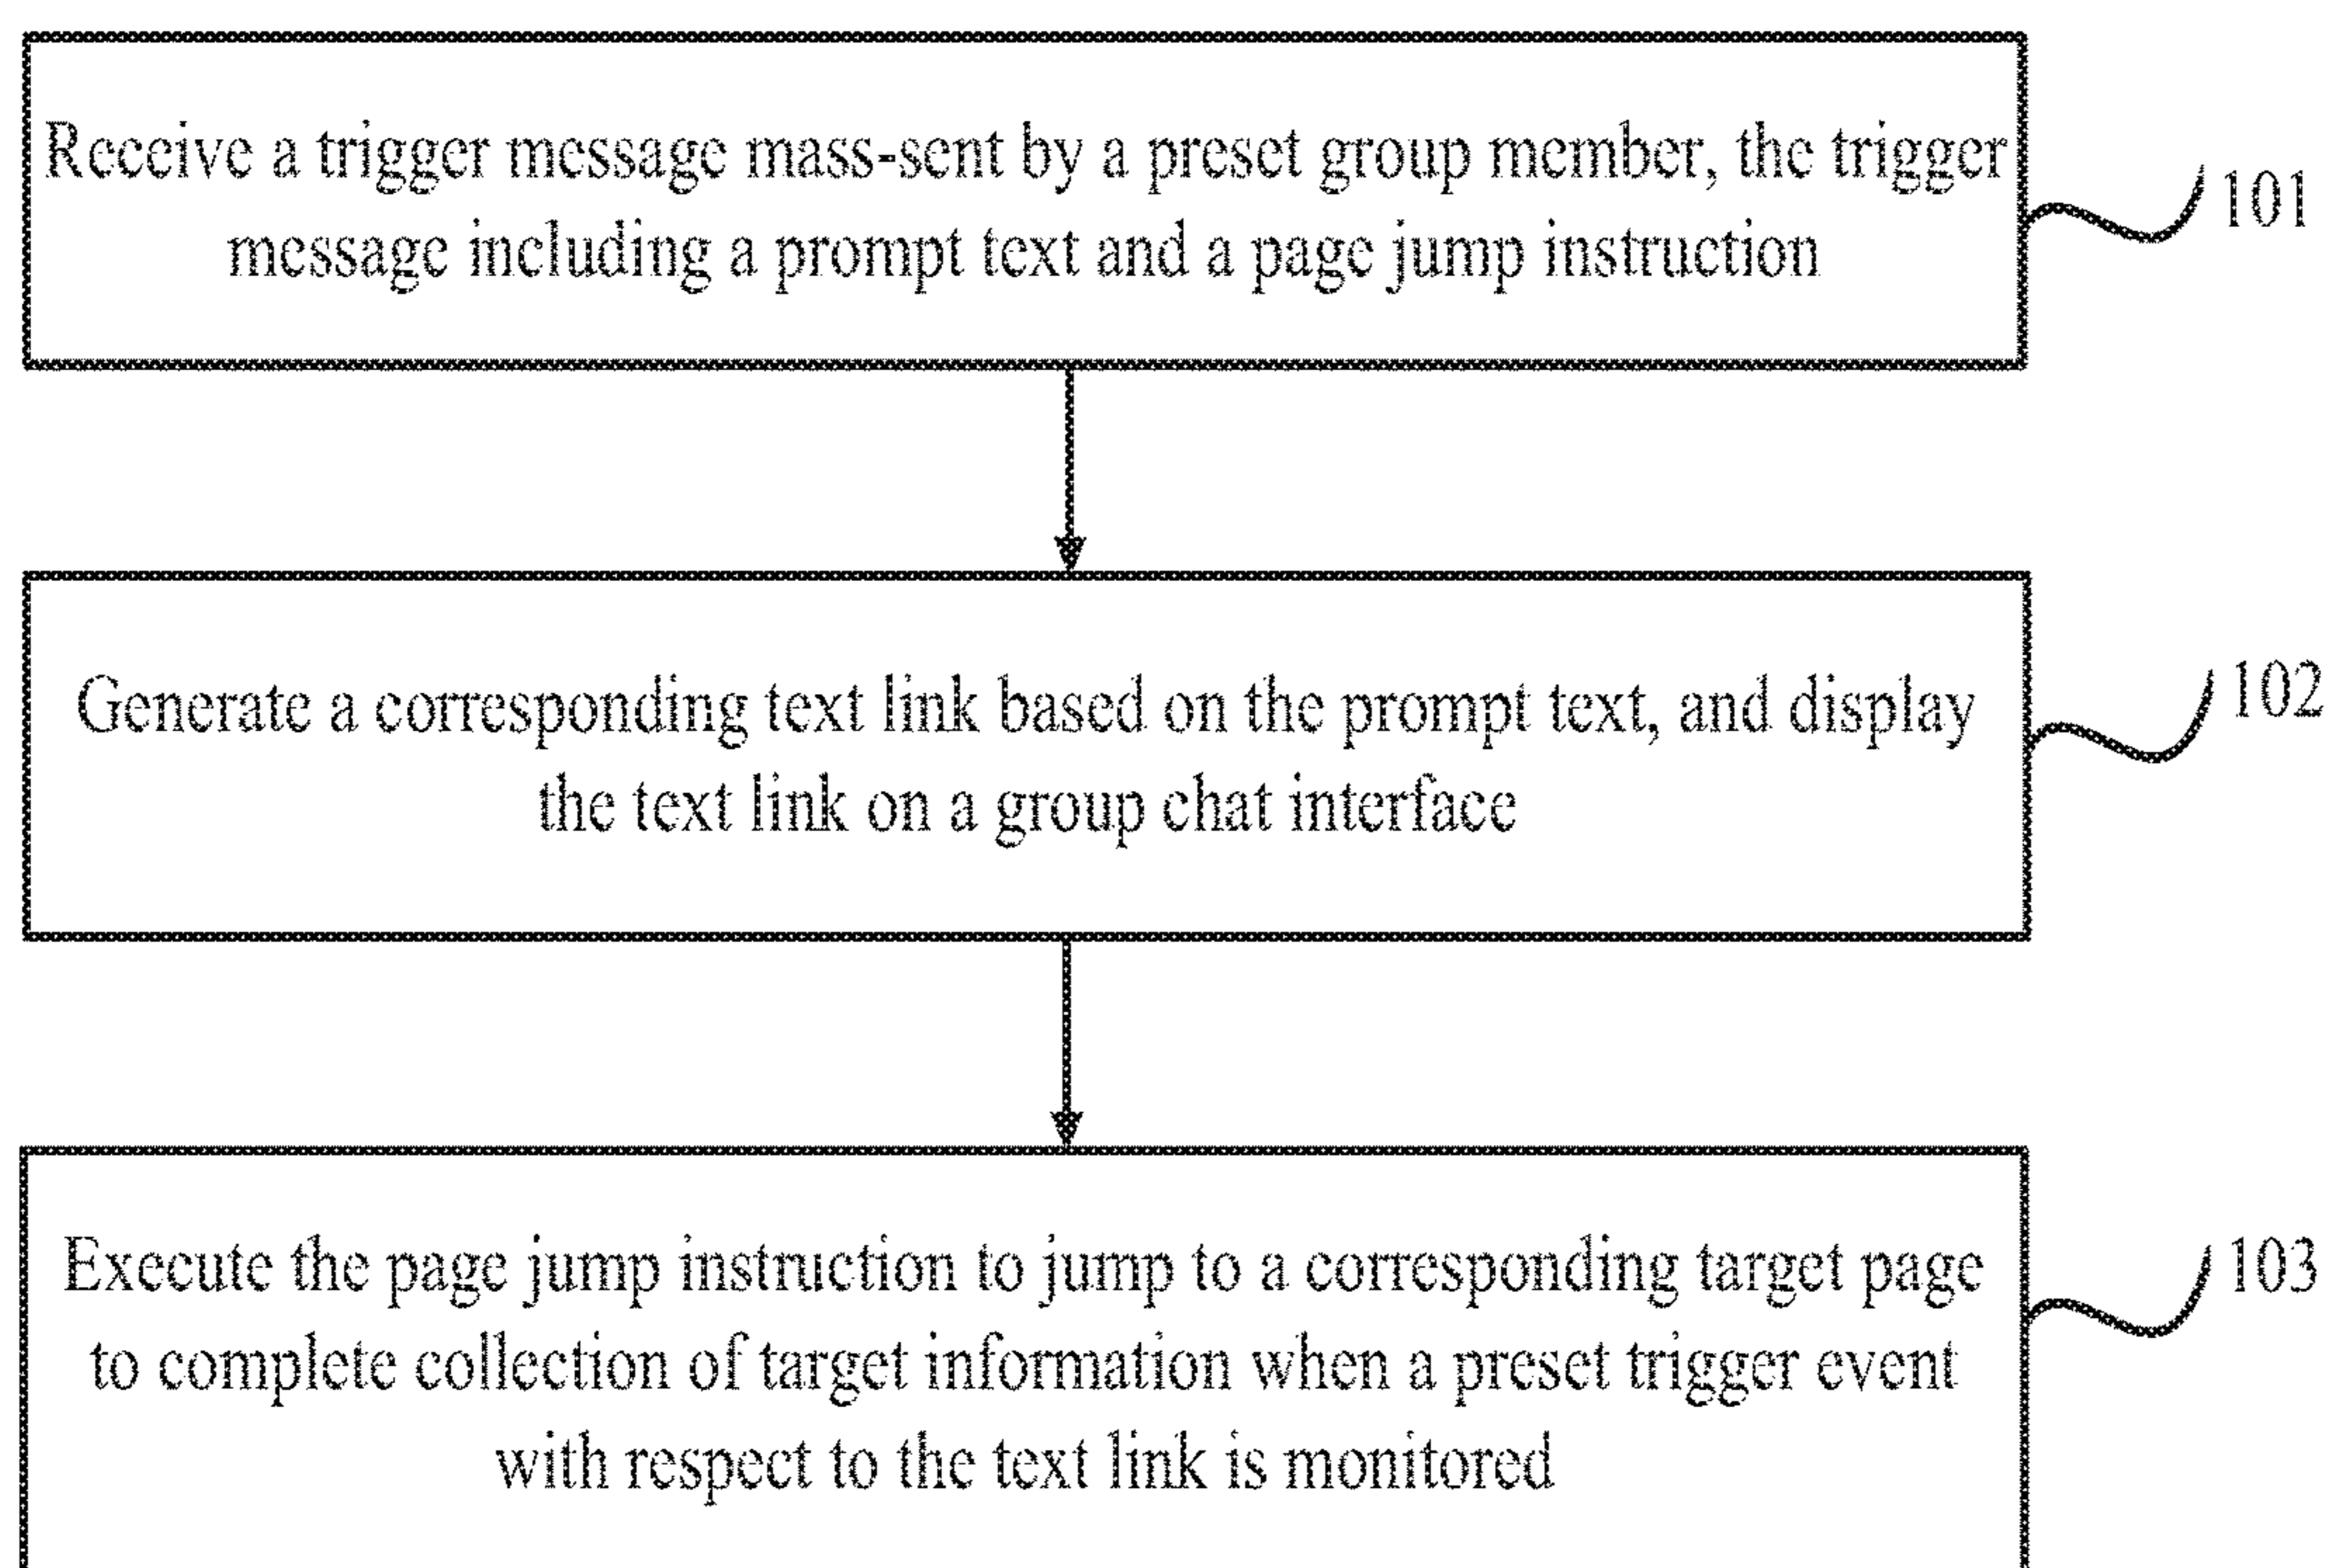 Receive a trigger message mass-sent by a preset group member, the trigger
message including a prompt text and a page jump instruction
101
Generate a corresponding text link based on the prompt text, and display
the text link on a group chat interface
102
Execute the page jump instruction to jump to a corresponding target page
to complete collection of target information when a preset trigger event
with respect to the text link is monitored
103